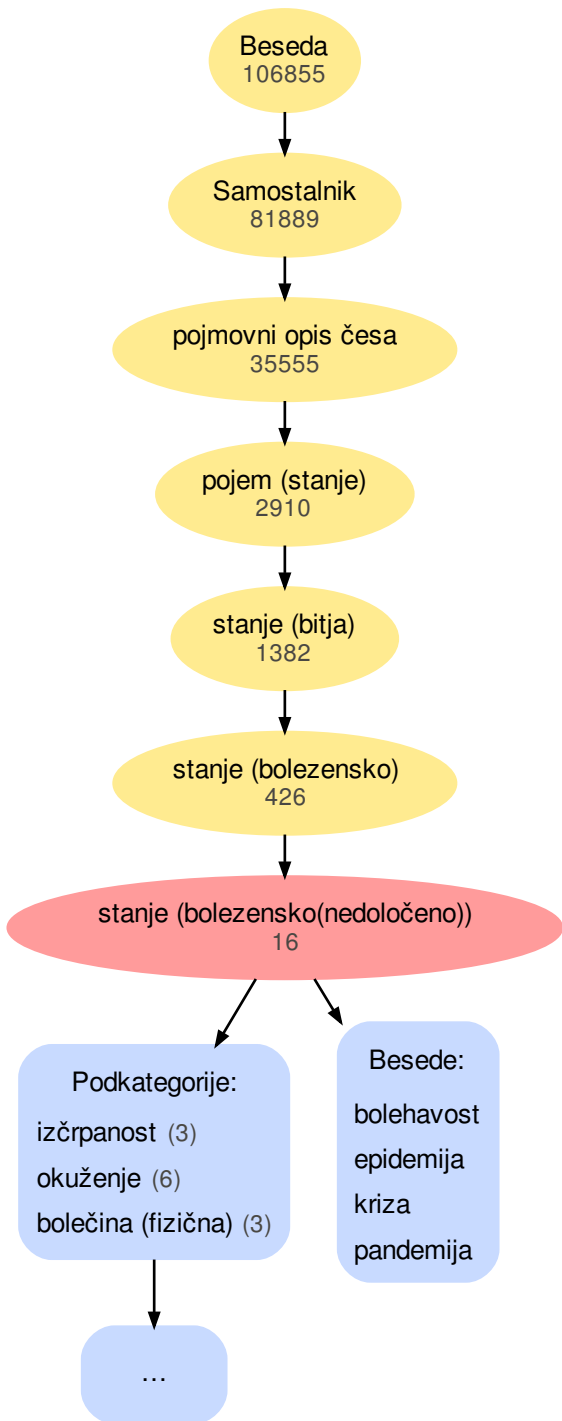 Beseda
106855
Samostalnik
81889
pojmovni opis česa
35555
pojem (stanje)
2910
stanje (bitja)
1382
stanje (bolezensko)
426
stanje (bolezensko(nedoločeno))
16
Podkategorije:
izčrpanost (3)
okuženje (6)
bolečina (fizična) (3)
Besede:
bolehavost
epidemija
kriza
pandemija
...